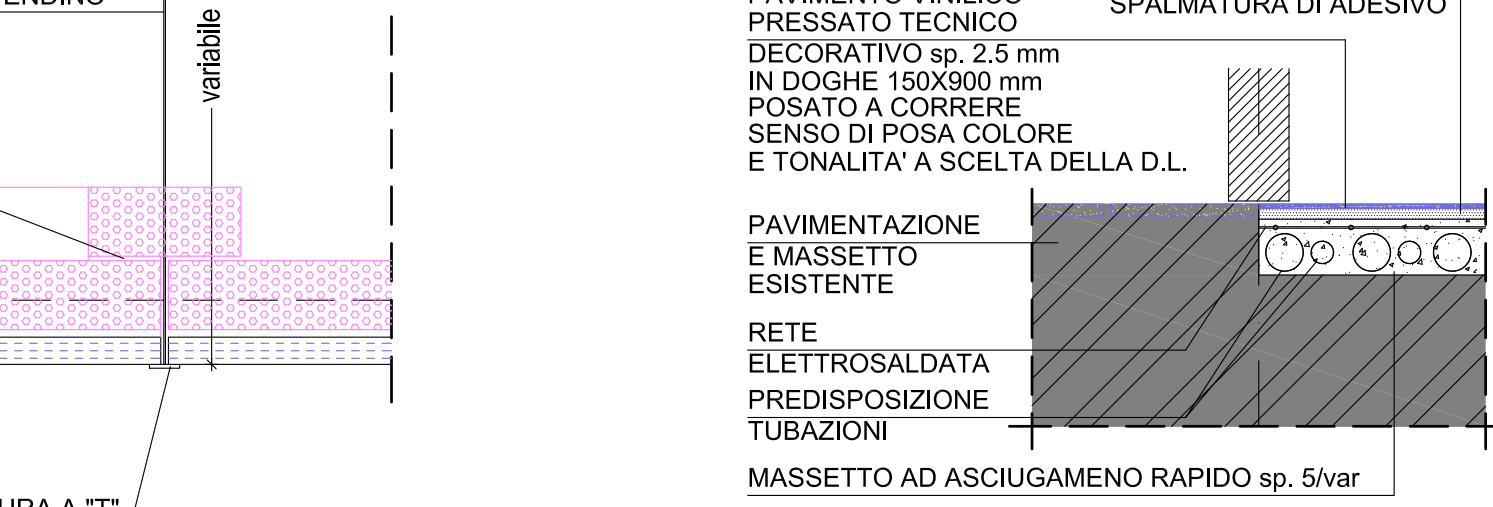 variabile
PRESSATO TECNICO
SPALMATURA DI ADESIVO
DECORATIVO sp. 2.5 mm
IN DOGHE 150X900 mm
POSATO A CORRERE
SENSO DI POSA COLORE
E TONALITA' A SCELTA DELLA D.L.
PAVIMENTAZIONE
E MASSETTO
ESISTENTE
RETE
ELETTROSALDATA
PREDISPOSIZIONE
TUBAZIONI
MASSETTO AD ASCIUGAMENO RAPIDO sp. 5/var
A "T"